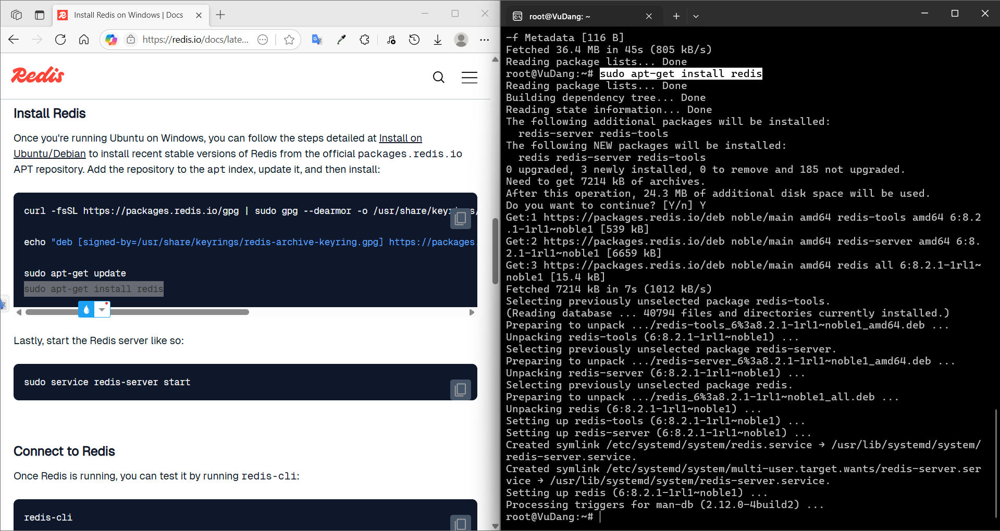 Install Redis on Windows | Docs
https://redis.io/docs/late...
Redis
Install Redis
Once you're running Ubuntu on Windows, you can follow the steps detailed at Install on
Ubuntu/Debian to install recent stable versions of Redis from the official packages.redis.io
APT repository. Add the repository to the apt index, update it, and then install:
curl -fsSL https://packages.redis.io/gpg | sudo gpg --dearmor -o /usr/share/keyrings/
echo "deb [signed-by=/usr/share/keyrings/redis-archive-keyring.gpg] https://packages.
sudo apt-get update
sudo apt-get install redis
Lastly, start the Redis server like so:
sudo service redis-server start
Connect to Redis
Once Redis is running, you can test it by running redis-cli:
redis-cli
root@VuDang: ~
-f Metadata [116 B]
Fetched 36.4 MB in 45s (805 kB/s)
Reading package lists... Done
root@VuDang:~# sudo apt-get install redis
Reading package lists... Done
Building dependency tree... Done
Reading state information... Done
The following additional packages will be installed:
  redis-server redis-tools
The following NEW packages will be installed:
  redis redis-server redis-tools
0 upgraded, 3 newly installed, 0 to remove and 185 not upgraded.
Need to get 7214 kB of archives.
After this operation, 24.3 MB of additional disk space will be used.
Do you want to continue? [Y/n] Y
Get:1 https://packages.redis.io/deb noble/main amd64 redis-tools amd64 6:8.2
.1-1rl1~noble1 [539 kB]
Get:2 https://packages.redis.io/deb noble/main amd64 redis-server amd64 6:8.
2.1-1rl1~noble1 [6659 kB]
Get:3 https://packages.redis.io/deb noble/main amd64 redis all 6:8.2.1-1rl1~
noble1 [15.4 kB]
Fetched 7214 kB in 7s (1012 kB/s)
Selecting previously unselected package redis-tools.
(Reading database ... 40794 files and directories currently installed.)
Preparing to unpack .../redis-tools_6%3a8.2.1-1rl1~noble1_amd64.deb ...
Unpacking redis-tools (6:8.2.1-1rl1~noble1) ...
Selecting previously unselected package redis-server.
Preparing to unpack .../redis-server_6%3a8.2.1-1rl1~noble1_amd64.deb ...
Unpacking redis-server (6:8.2.1-1rl1~noble1) ...
Selecting previously unselected package redis.
Preparing to unpack .../redis_6%3a8.2.1-1rl1~noble1_all.deb ...
Unpacking redis (6:8.2.1-1rl1~noble1) ...
Setting up redis-tools (6:8.2.1-1rl1~noble1) ...
Setting up redis-server (6:8.2.1-1rl1~noble1) ...
Created symlink /etc/systemd/system/redis.service → /usr/lib/systemd/system/
redis-server.service.
Created symlink /etc/systemd/system/multi-user.target.wants/redis-server.ser
vice → /usr/lib/systemd/system/redis-server.service.
Setting up redis (6:8.2.1-1rl1~noble1) ...
Processing triggers for man-db (2.12.0-4build2) ...
root@VuDang:~#